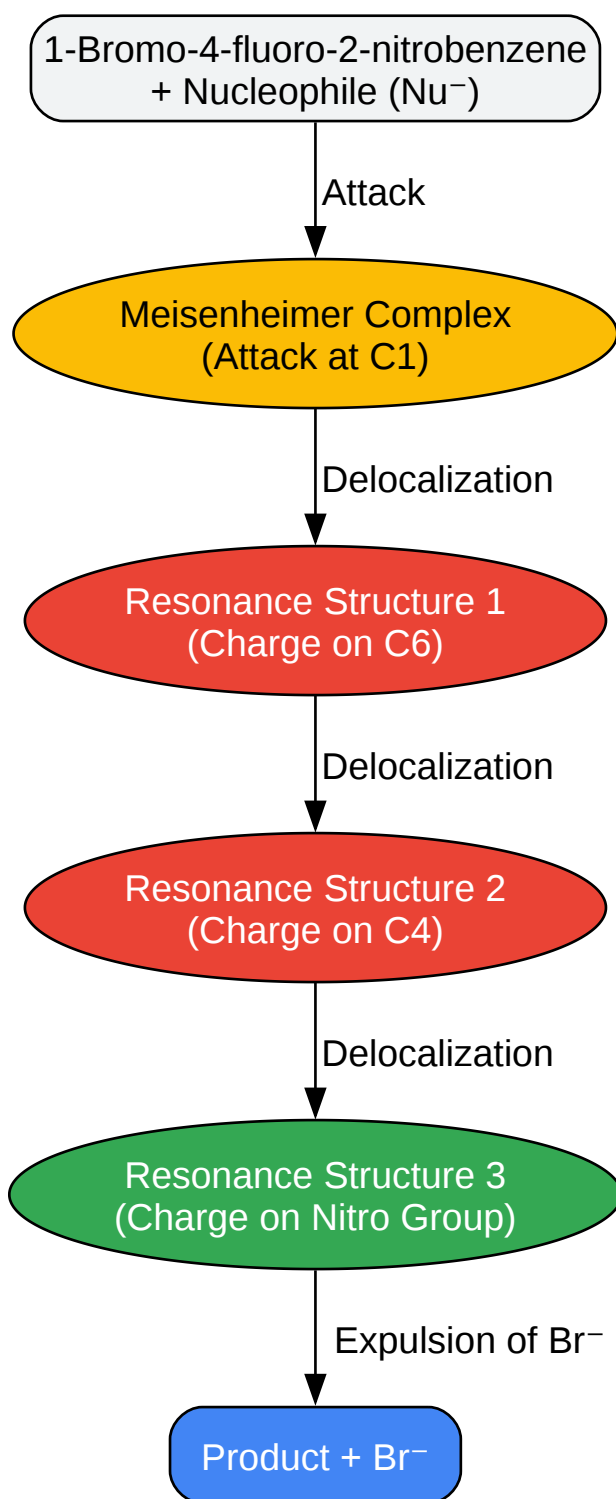 1-Bromo-4-fluoro-2-nitrobenzene
+ Nucleophile (Nu⁻)
Attack
Meisenheimer Complex
(Attack at C1)
Delocalization
Resonance Structure 1
(Charge on C6)
Delocalization
Resonance Structure 2
(Charge on C4)
Delocalization
Resonance Structure 3
(Charge on Nitro Group)
Expulsion of Br⁻
Product + Br⁻